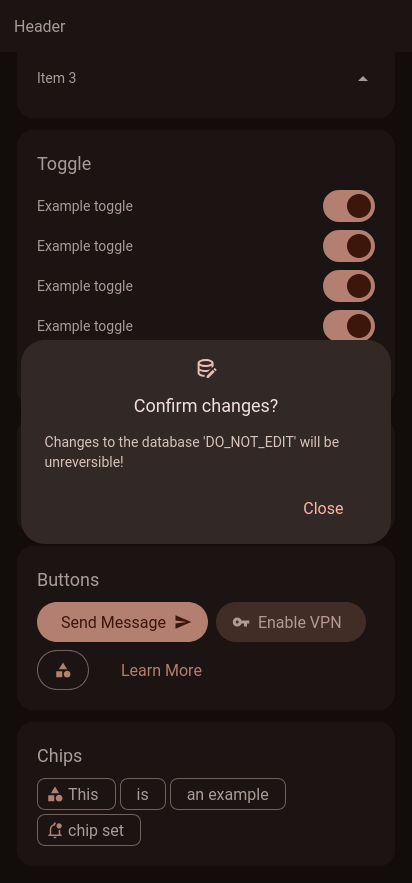 Header
Item 3
Toggle
Example toggle
Example toggle
Example toggle
Example toggle
Confirm changes?
Changes to the database 'DO_NOT_EDIT' will be
unreversible!
Close
Buttons
Send Message
Enable VPN
Learn More
Chips
This
is
an example
chip set